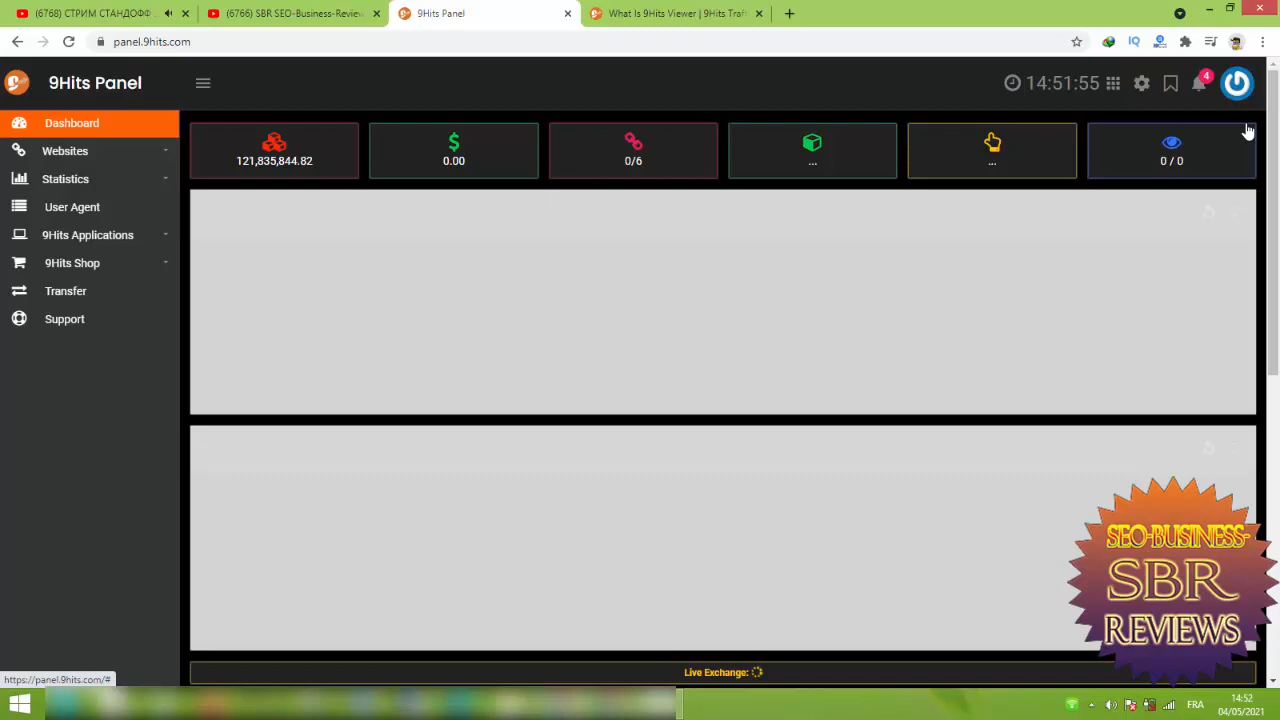 (6768) СТРИМ СТАНДОФФ
(6766) SBR SEO-Business-Review
9Hits Panel
What Is 9Hits Viewer | 9Hits Traf
panel.9hits.com
9Hits Panel
14:51:55
4
Dashboard
Websites
Statistics
User Agent
9Hits Applications
9Hits Shop
Transfer
Support
121,835,844.82
0.00
0/6
...
...
0 / 0
SEO-BUSINESS-
SBR
REVIEWS
Live Exchange:
https://panel.9hits.com/#
FRA
14:52
04/05/2021